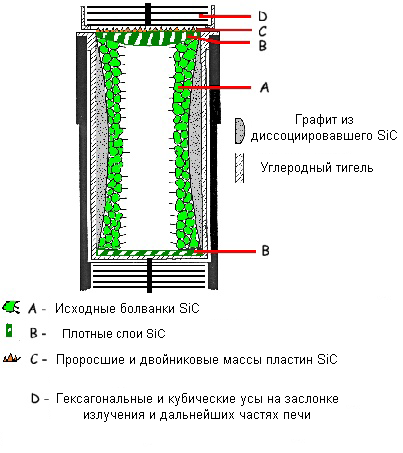 D
C
B
A
Графит из
диссоциировавшего SiC
Углеродный тигель
B
A - Исходные болванки SiC
B - Плотные слои SiC
C - Проросшие и двойниковые массы пластин SiC
D - Гексагональные и кубические усы на заслонке
излучения и дальнейших частях печи